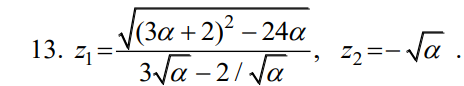 13. z₁ = √((3α + 2)² − 24α) / (3√α − 2 / √α), z₂ = −√α .